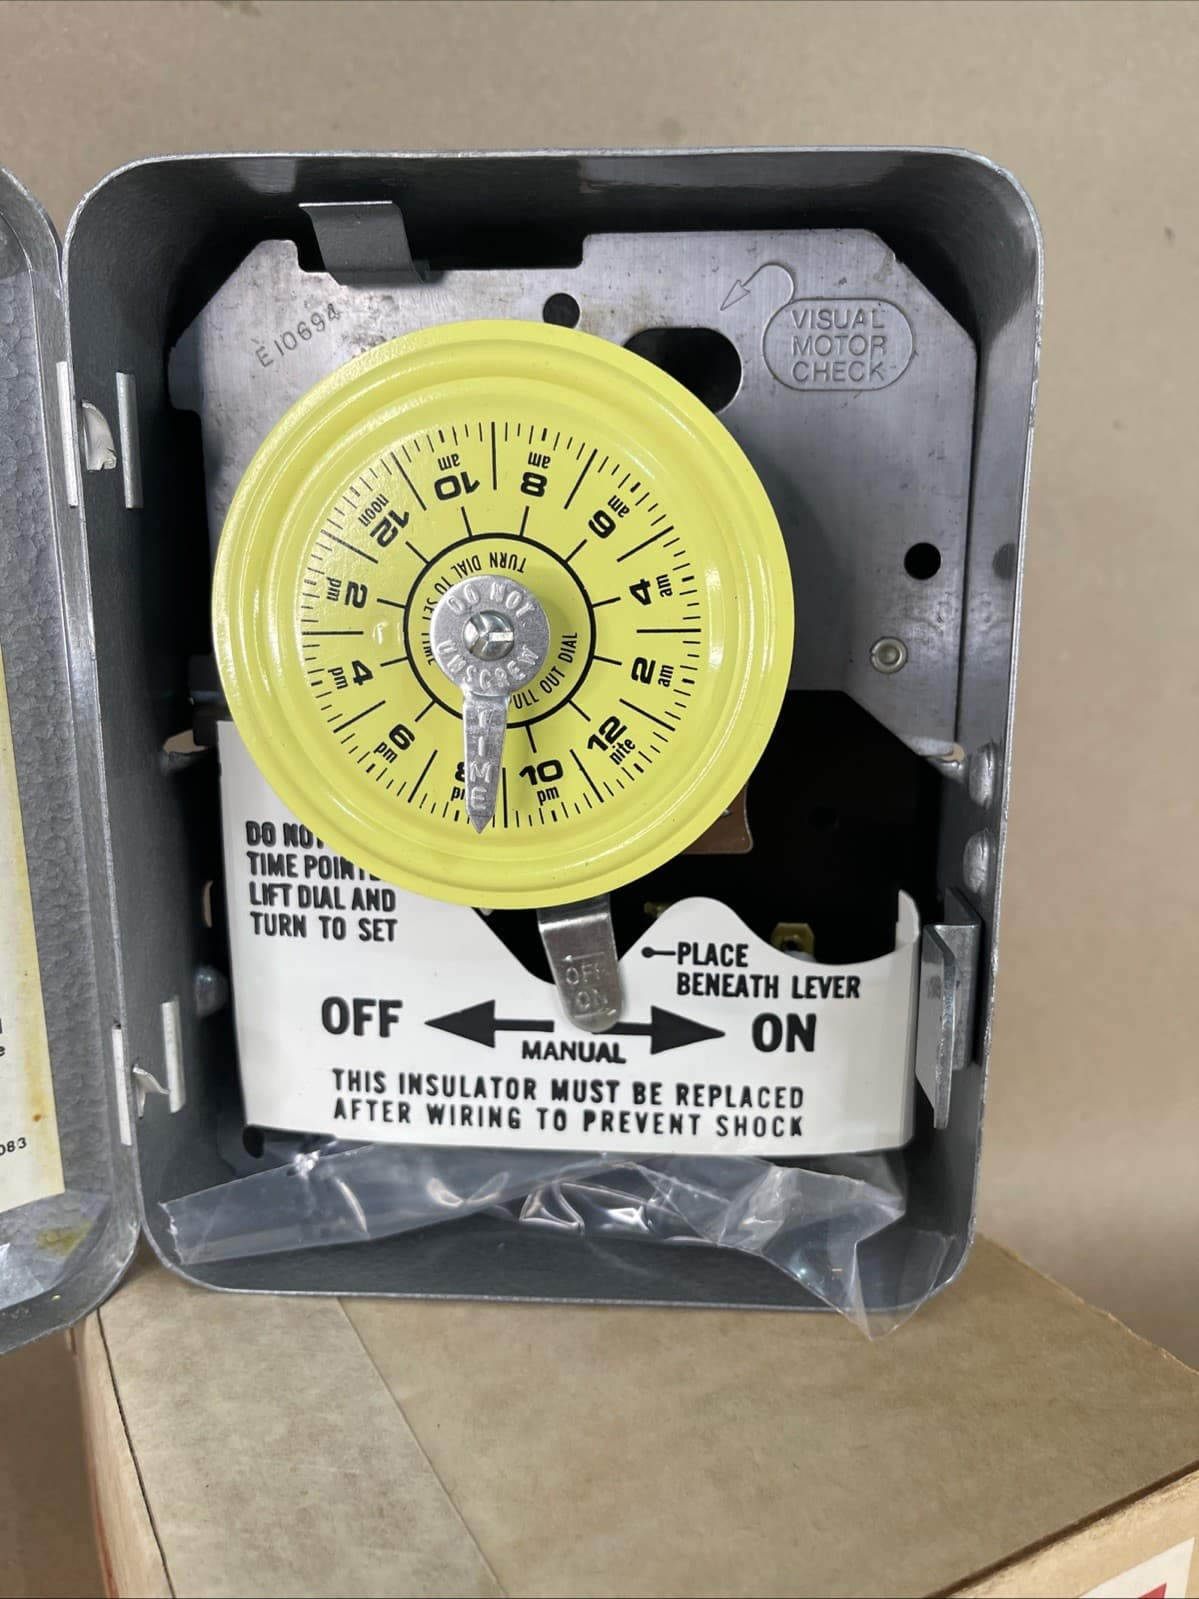 E10694
VISUAL
MOTOR
CHECK
10
am
8
am
12
noon
6
am
2
pm
4
am
4
pm
2
am
6
pm
12
nite
8
10
pm
TURN DIAL TO SET TIME
DO NOT
UNSCREW
TIME
OUT DIAL
DO NOT
TIME
LIFT DIAL AND
TURN TO SET
PLACE
BENEATH LEVER
OFF
ON
OFF
ON
MANUAL
THIS INSULATOR MUST BE REPLACED
AFTER WIRING TO PREVENT SHOCK
083